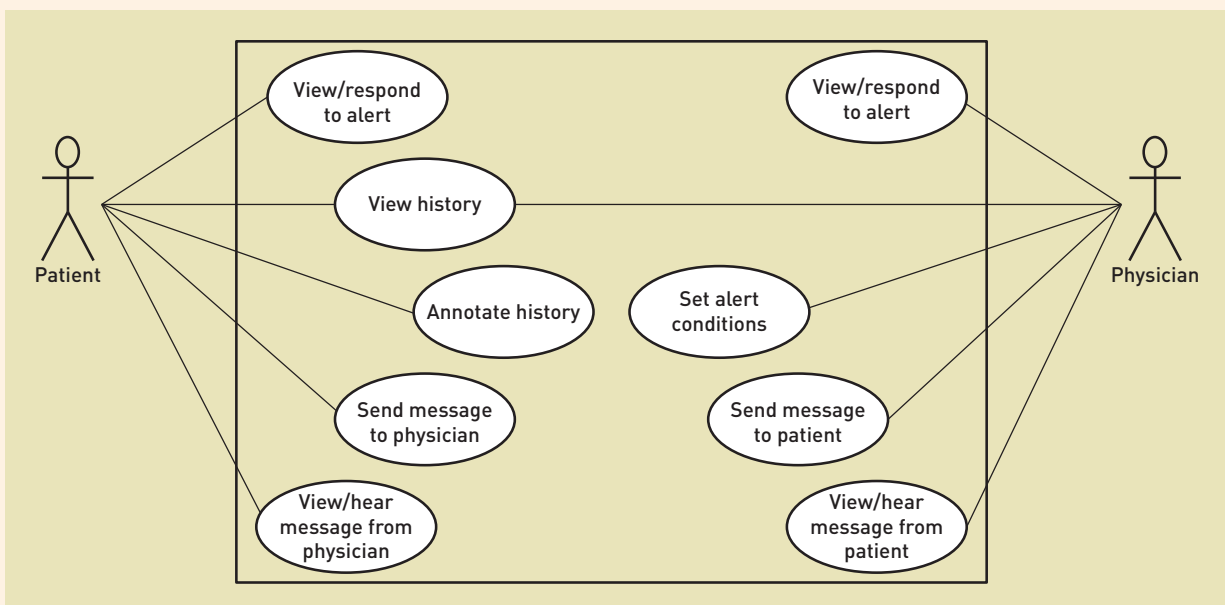 View/respond
to alert
View/respond
to alert
View history
Patient
Physician
Annotate history
Set alert
conditions
Send message
to physician
Send message
to patient
View/hear
message from
physician
View/hear
message from
patient